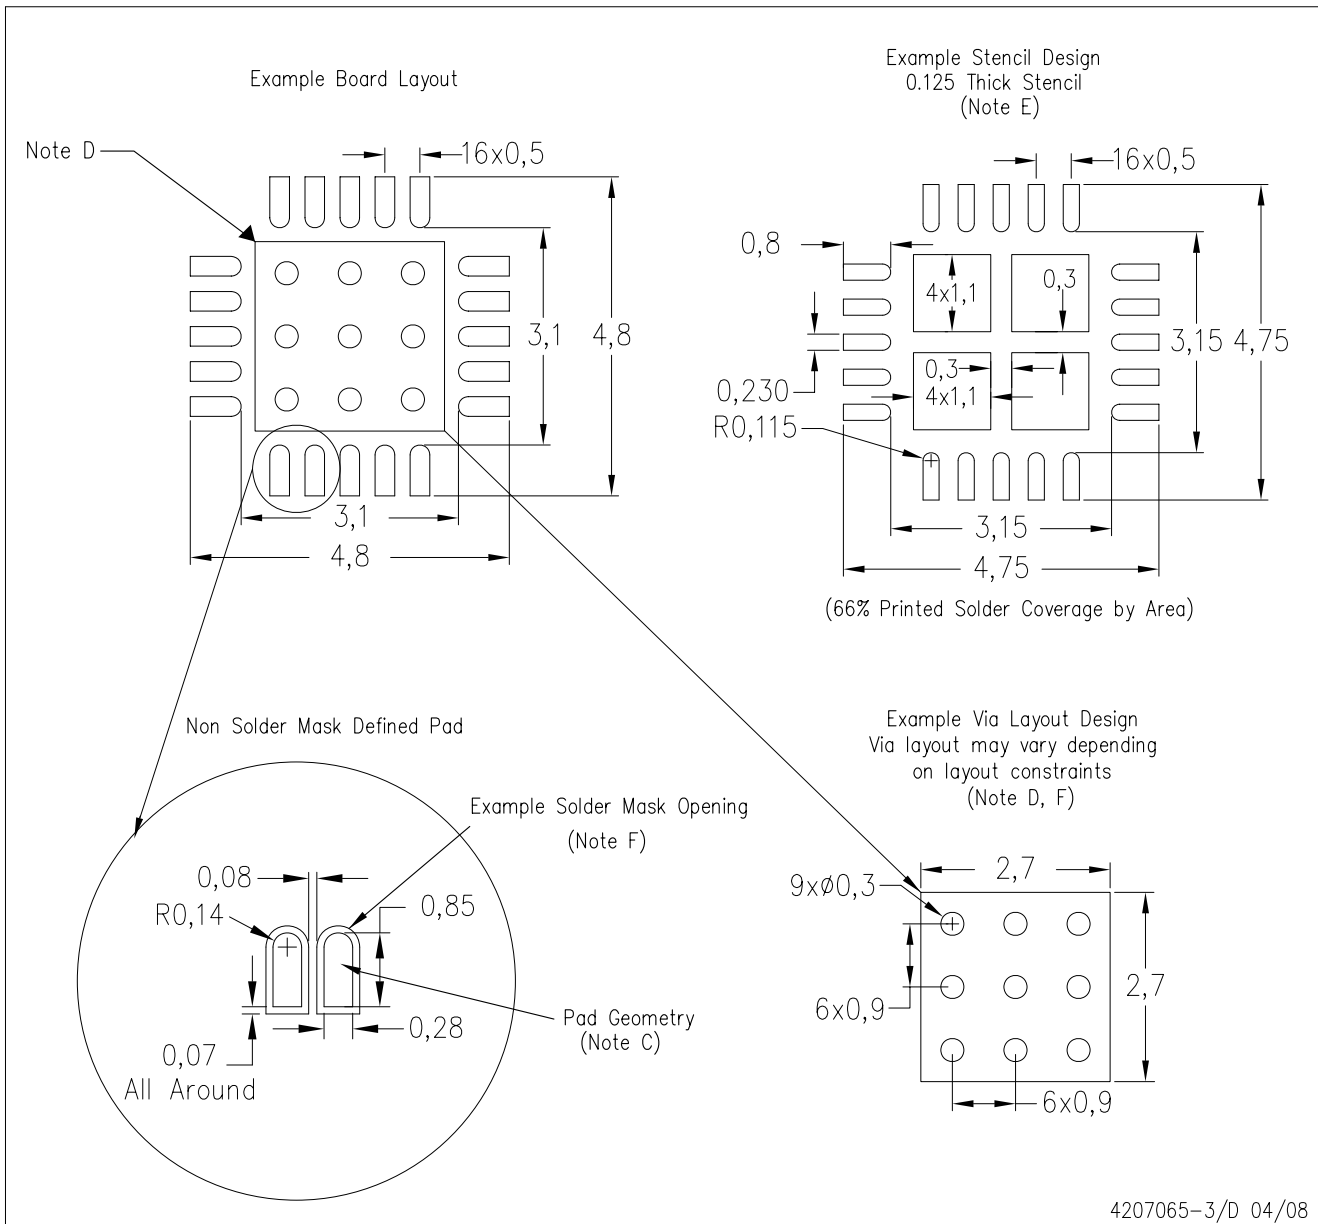 Example Board Layout
Note D
16x0,5
3,1
4,8
3,1
4,8
Example Stencil Design
0.125 Thick Stencil
(Note E)
16x0,5
0,8
4x1,1
0,3
3,15
4,75
0,3
4x1,1
0,230
R0,115
3,15
4,75
(66% Printed Solder Coverage by Area)
Non Solder Mask Defined Pad
Example Solder Mask Opening
(Note F)
0,08
R0,14
0,85
0,28
Pad Geometry
(Note C)
0,07
All Around
Example Via Layout Design
Via layout may vary depending
on layout constraints
(Note D, F)
2,7
9xø0,3
6x0,9
2,7
6x0,9
4207065-3/D 04/08